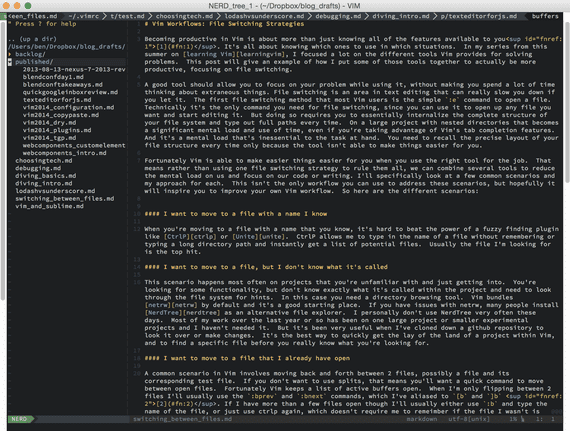 NERD_tree_1 - (~/Dropbox/blog_drafts) - VIM
een_files.md > ~/.vimrc > t/test.md > choosingtech.md > lodashvsunderscore.md > debugging.md > diving_intro.md > p/texteditorforjs.md > buffers
" Press ? for help
.. (up a dir)
/Users/ben/Dropbox/blog_drafts/
backlog/
published/
2013-08-13-nexus-7-2013-rev
blendconfday1.md
blendconftakeaways.md
quickgoogleinboxreview.md
texteditorforjs.md
vim2014_configuration.md
vim2014_copypaste.md
vim2014_dry.md
vim2014_plugins.md
vim2014_tgp.md
webcomponents_customelement
webcomponents_intro.md
choosingtech.md
debugging.md
diving_basics.md
diving_intro.md
lodashvsunderscore.md
switching_between_files.md
vim_and_sublime.md
# Vim Workflows: File Switching Strategies
Becoming productive in Vim is about more than just knowing all of the features available to you<sup id="fnref:
1">[1](#fn:1)</sup>. It's all about knowing which ones to use in which situations. In my series from this
summer on [learning Vim][learningvim], I focused a lot on the different tools Vim provides for solving
problems. This post will give an example of how I put some of those tools together to actually be more
productive, focusing on file switching.
A good tool should allow you to focus on your problem while using it, without making you spend a lot of time
thinking about extraneous things. File switching is an area in text editing that can really slow you down if
you let it. The first file switching method that most Vim users learn is the simple `:e` command to open a file.
Technically it's the only command you need for file switching, since you can use it to open up any file you
want and start editing it. But doing so requires you to essentially internalize the complete structure of
your file system and type out full paths every time. On a large project with nested directories that becomes
a significant mental load and use of time, even if you're taking advantage of Vim's tab completion features.
And it's a mental load that's inessential to the task at hand. You need to recall the precise layout of your
file structure every time only because the tool isn't able to make things easier for you.
Fortunately Vim is able to make easier things easier for you when you use the right tool for the job. That
means rather than using one file switching strategy to rule them all, we can combine several tools to reduce
the mental load on us and focus on our code or writing. I'll specifically look at a few common scenarios and
my approach for each. This isn't the only workflow you can use to address these scenarios, but hopefully it
will inspire you to improve your own Vim workflow. So here are the different scenarios:
#### I want to move to a file with a name I know
When you're moving to a file with a name that you know, it's hard to beat the power of a fuzzy finding plugin
like [CtrlP][ctrlp] or [Unite][unite]. CtrlP allows me to type in the name of a file without remembering or
typing a long directory path and instantly get a list of potential files. Usually the file I'm looking for
is the top hit.
#### I want to move to a file, but I don't know what it's called
This scenario happens most often on projects that you're unfamiliar with and just getting into. You're
looking for some functionality, but don't know exactly what it's called within the project and need to look
through the file system for hints. In this case you need a directory browsing tool. Vim bundles
[netrw][netrw] by default and it's a good starting place. If you have issues with netrw, many people install
[NerdTree][nerdtree] as an alternative file explorer. I personally don't use NerdTree very often these
days. Most of my work over the last year or so has been on one large project or smaller experimental
projects and I haven't needed it. But it's been very useful when I've cloned down a github repository to
look it over or make changes. It's the best way to quickly get the lay of the land of a project within Vim,
and to find a specific file before you really know what you're looking for.
#### I want to move to a file that I already have open
A common scenario in Vim involves moving back and forth between 2 files, possibly a file and its
corresponding test file. If you don't want to use splits, that means you'll want a quick command to move
between open files. Fortunately Vim keeps a list of active buffers open. When I'm only flipping between 2
files I'll usually use the `:bprev` and `:bnext` commands, which I've aliased to `[b` and `]b` <sup id="fnref:
2">[2](#fn:2)</sup>. If I have more than a few files open though I'll usually either use `:b` and type the
name of the file, or just use ctrlp again, which doesn't require me to remember if the file I want is
NERD switching_between_files.md markdown utf-8[unix] 1% 1: 1